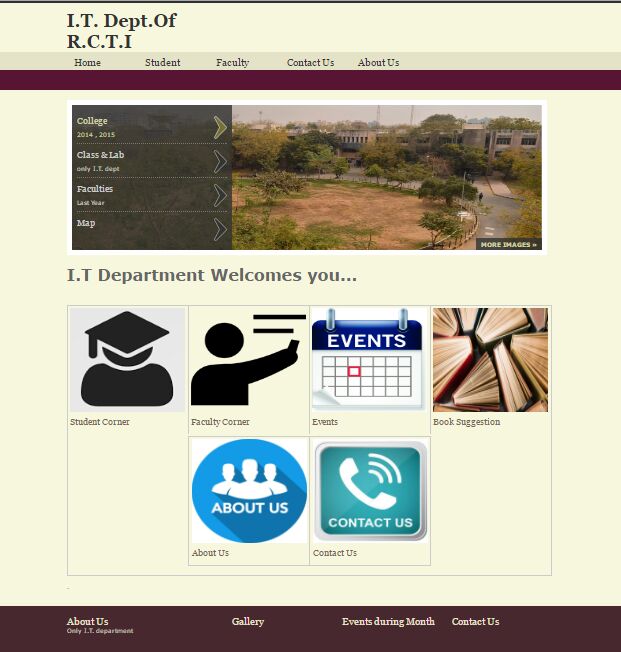 I.T. Dept.Of
R.C.T.I
Home Student Faculty Contact Us About Us
College
2014 , 2015
Class & Lab
only I.T. dept
Faculties
Last Year
Map
MORE IMAGES »
I.T Department Welcomes you...
EVENTS
Student Corner Faculty Corner Events Book Suggestion
ABOUT US
CONTACT US
About Us Contact Us
About Us Gallery Events during Month Contact Us
Only I.T. department